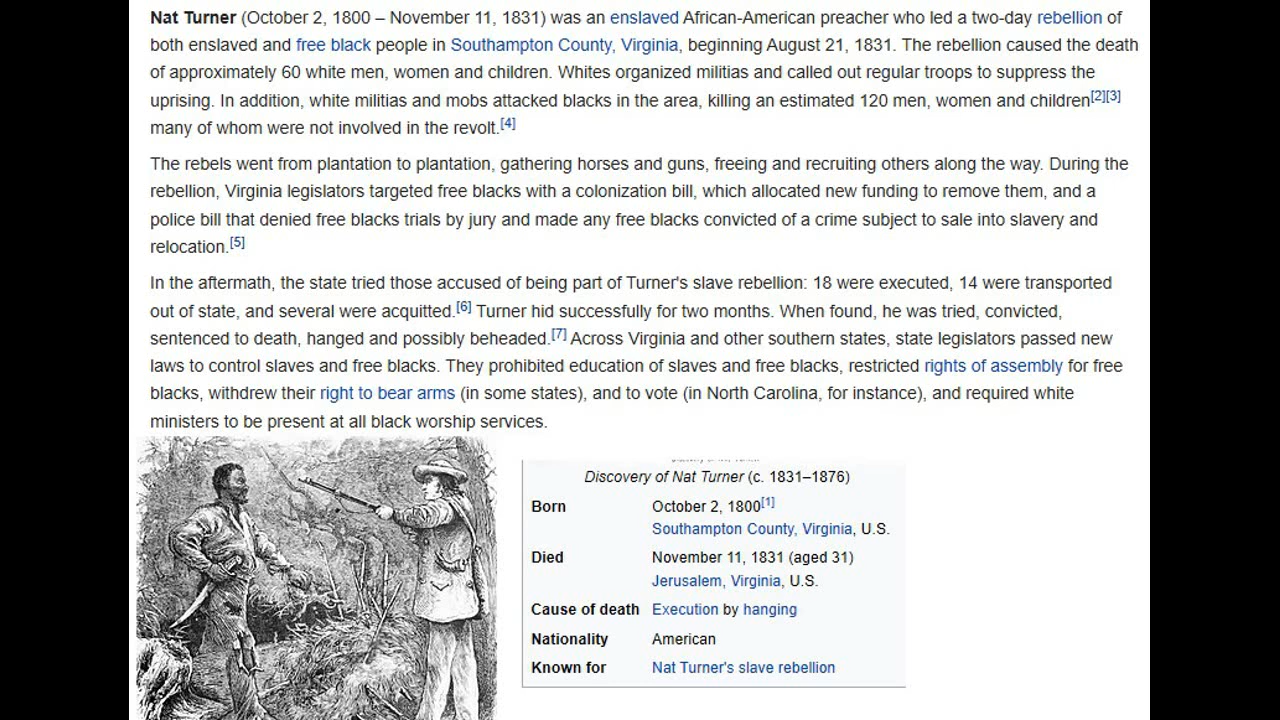 Nat Turner (October 2, 1800 – November 11, 1831) was an enslaved African-American preacher who led a two-day rebellion of
both enslaved and free black people in Southampton County, Virginia, beginning August 21, 1831. The rebellion caused the death
of approximately 60 white men, women and children. Whites organized militias and called out regular troops to suppress the
uprising. In addition, white militias and mobs attacked blacks in the area, killing an estimated 120 men, women and children[2][3]
many of whom were not involved in the revolt.[4]
The rebels went from plantation to plantation, gathering horses and guns, freeing and recruiting others along the way. During the
rebellion, Virginia legislators targeted free blacks with a colonization bill, which allocated new funding to remove them, and a
police bill that denied free blacks trials by jury and made any free blacks convicted of a crime subject to sale into slavery and
relocation.[5]
In the aftermath, the state tried those accused of being part of Turner's slave rebellion: 18 were executed, 14 were transported
out of state, and several were acquitted.[6] Turner hid successfully for two months. When found, he was tried, convicted,
sentenced to death, hanged and possibly beheaded.[7] Across Virginia and other southern states, state legislators passed new
laws to control slaves and free blacks. They prohibited education of slaves and free blacks, restricted rights of assembly for free
blacks, withdrew their right to bear arms (in some states), and to vote (in North Carolina, for instance), and required white
ministers to be present at all black worship services.
Discovery of Nat Turner (c. 1831–1876)
Born October 2, 1800[1]
Southampton County, Virginia, U.S.
Died November 11, 1831 (aged 31)
Jerusalem, Virginia, U.S.
Cause of death Execution by hanging
Nationality American
Known for Nat Turner's slave rebellion